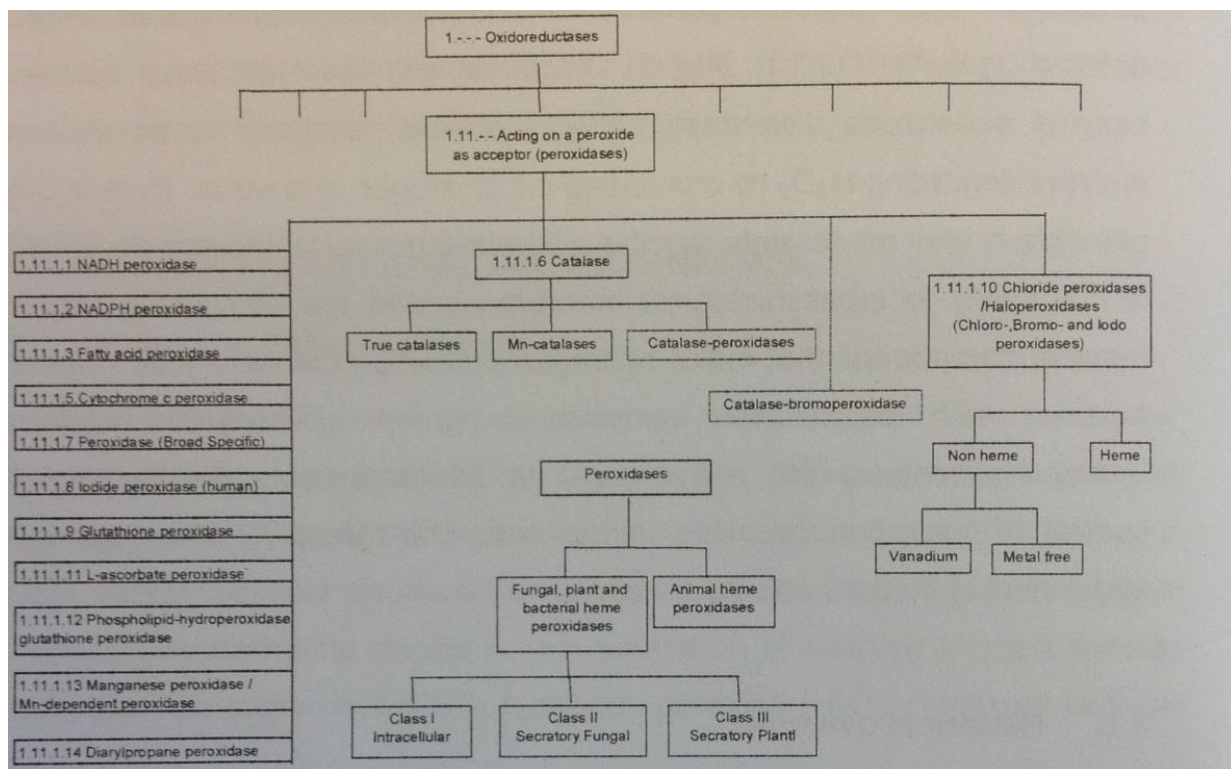 1.-.-.- Oxidoreductases
1.11.-.- Acting on a peroxide
as acceptor (peroxidases)
1.11.1.1 NADH peroxidase
1.11.1.2 NADPH peroxidase
1.11.1.3 Fatty acid peroxidase
1.11.1.5 Cytochrome c peroxidase
1.11.1.7 Peroxidase (Broad Specific)
1.11.1.8 Iodide peroxidase (human)
1.11.1.9 Glutathione peroxidase
1.11.1.11 L-ascorbate peroxidase
1.11.1.12 Phospholipid-hydroperoxidase
glutathione peroxidase
1.11.1.13 Manganese peroxidase /
Mn-dependent peroxidase
1.11.1.14 Diarylpropane peroxidase
1.11.1.6 Catalase
True catalases
Mn-catalases
Catalase-peroxidases
Catalase-bromoperoxidase
1.11.1.10 Chloride peroxidases
/Haloperoxidases
(Chloro-,Bromo- and Iodo
peroxidases)
Non heme
Heme
Vanadium
Metal free
Peroxidases
Fungal, plant and
bacterial heme
peroxidases
Animal heme
peroxidases
Class I
Intracellular
Class II
Secratory Fungal
Class III
Secratory Plantl